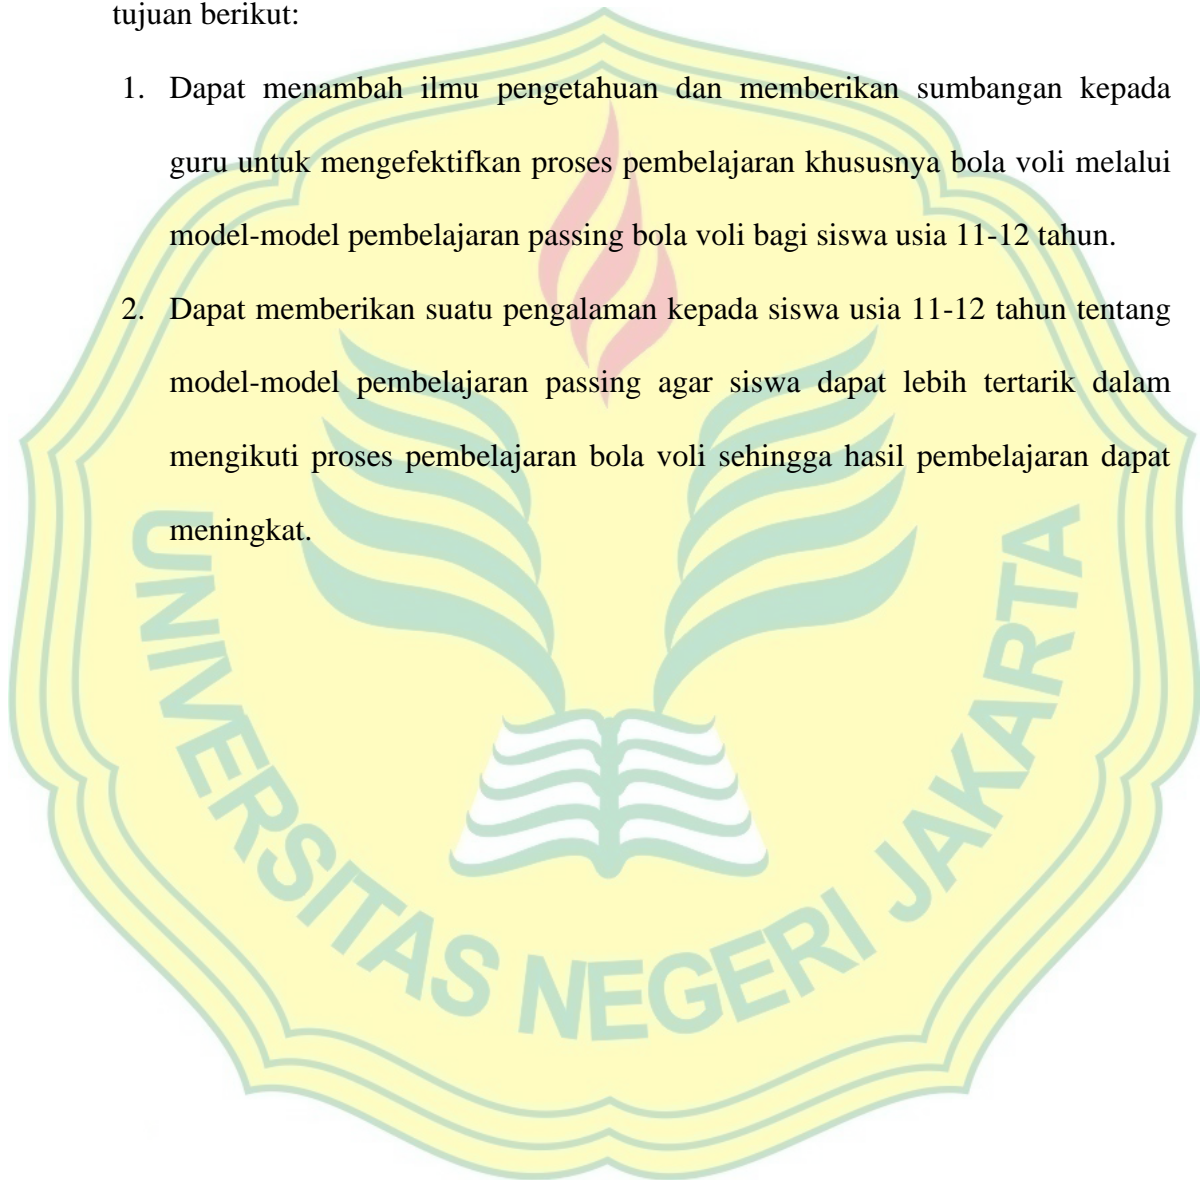 tujuan berikut:
1. Dapat menambah ilmu pengetahuan dan memberikan sumbangan kepada
guru untuk mengefektifkan proses pembelajaran khususnya bola voli melalui
model-model pembelajaran passing bola voli bagi siswa usia 11-12 tahun.
2. Dapat memberikan suatu pengalaman kepada siswa usia 11-12 tahun tentang
model-model pembelajaran passing agar siswa dapat lebih tertarik dalam
mengikuti proses pembelajaran bola voli sehingga hasil pembelajaran dapat
meningkat.
UNIVERSITAS NEGERI JAKARTA